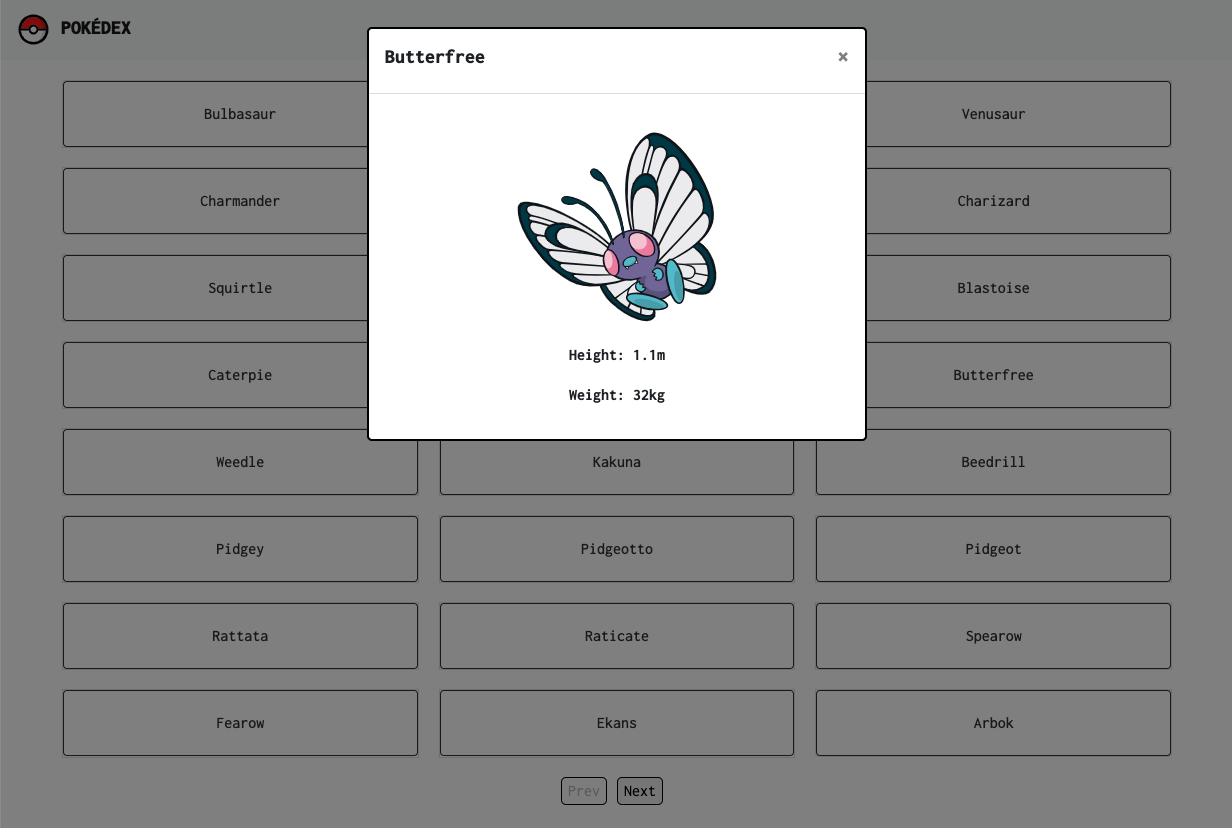 POKÉDEX
Butterfree
×
Height: 1.1m
Weight: 32kg
Bulbasaur
Venusaur
Charmander
Charizard
Squirtle
Blastoise
Caterpie
Butterfree
Weedle
Kakuna
Beedrill
Pidgey
Pidgeotto
Pidgeot
Rattata
Raticate
Spearow
Fearow
Ekans
Arbok
Prev
Next